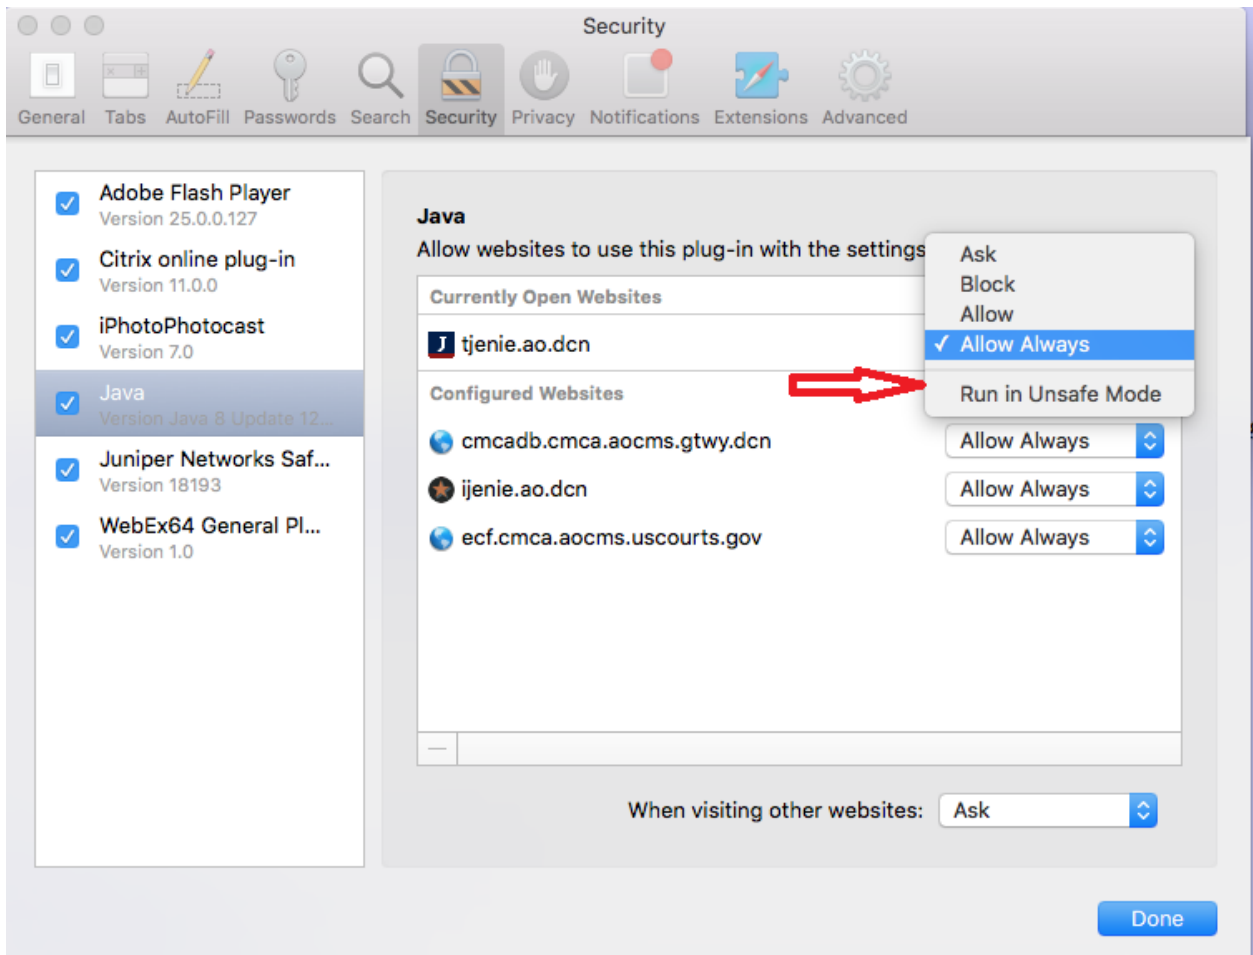 Security
General Tabs AutoFill Passwords Search Security Privacy Notifications Extensions Advanced
Adobe Flash Player
Version 25.0.0.127
Citrix online plug-in
Version 11.0.0
iPhotoPhotocast
Version 7.0
Java
Version Java 8 Update 12...
Juniper Networks Saf...
Version 18193
WebEx64 General Pl...
Version 1.0
Java
Allow websites to use this plug-in with the settings
Currently Open Websites
J tjenie.ao.dcn
Configured Websites
cmcadb.cmca.aocms.gtwy.dcn Allow Always
ijenie.ao.dcn Allow Always
ecf.cmca.aocms.uscourts.gov Allow Always
Ask
Block
Allow
✓ Allow Always
Run in Unsafe Mode
When visiting other websites: Ask
Done